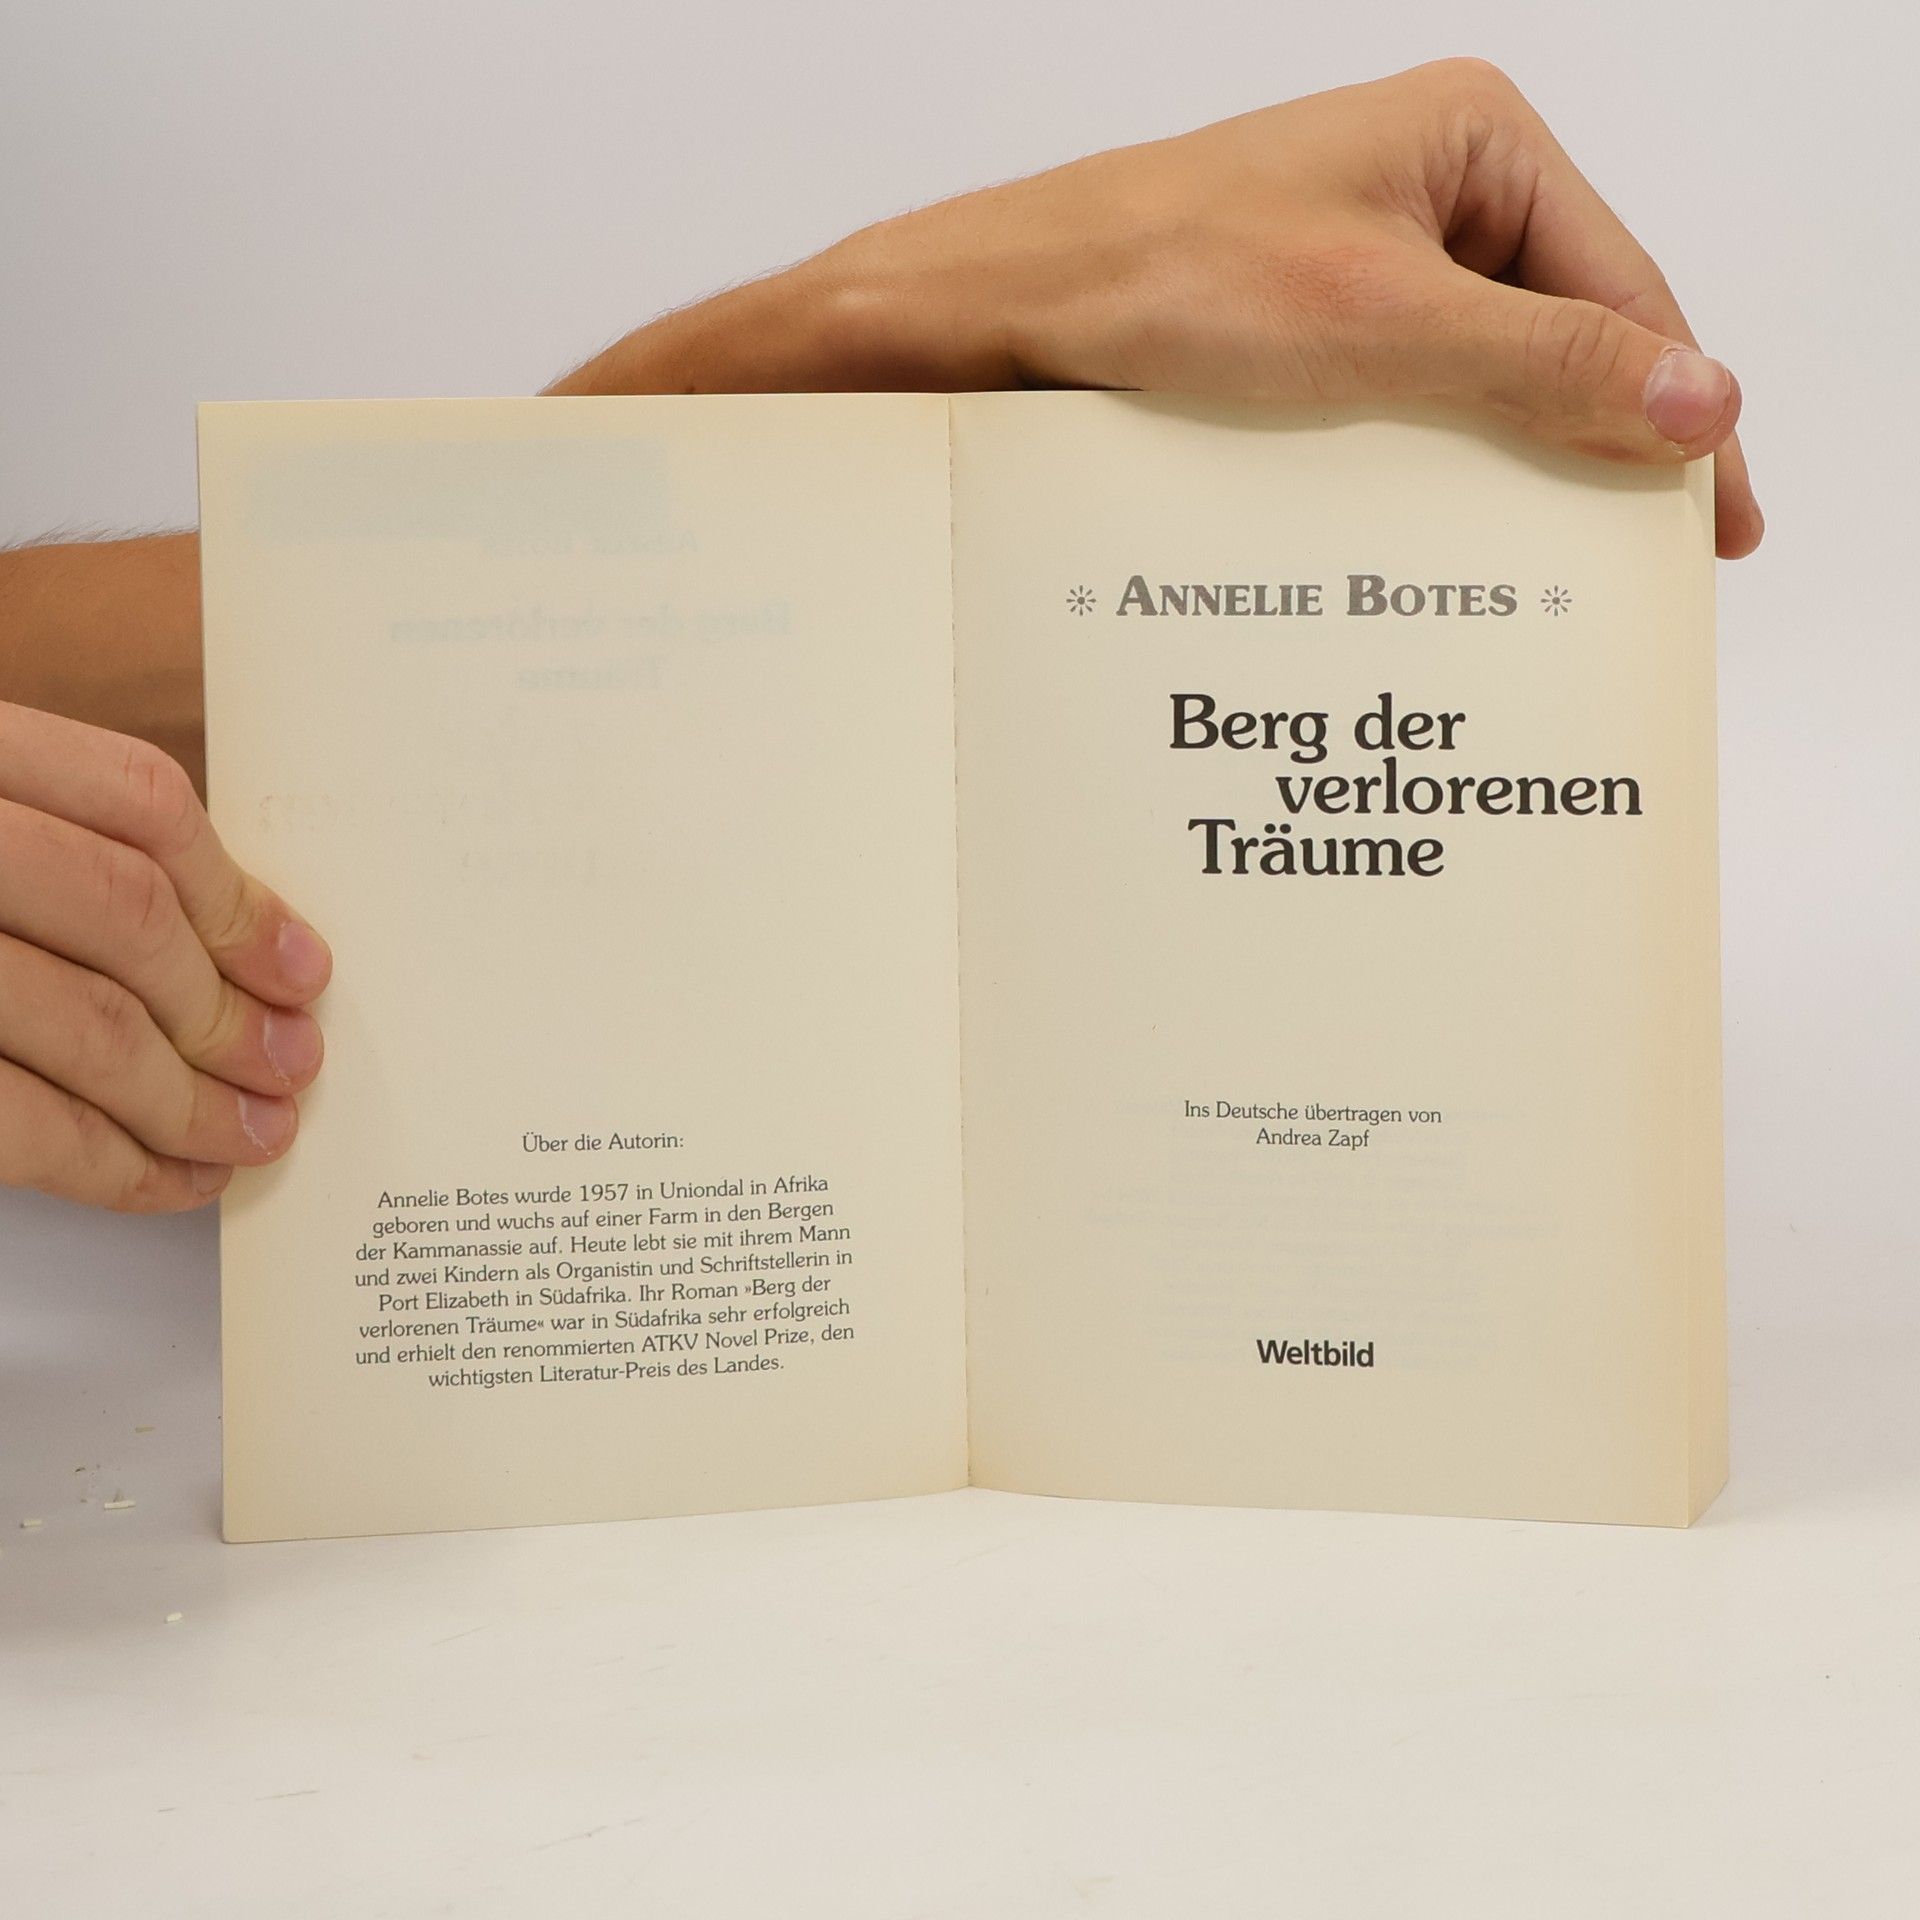 Über die Autorin:
Annelie Botes wurde 1957 in Uniondal in Afrika
geboren und wuchs auf einer Farm in den Bergen
der Kammanassie auf. Heute lebt sie mit ihrem Mann
und zwei Kindern als Organistin und Schriftstellerin in
Port Elizabeth in Südafrika. Ihr Roman »Berg der
verlorenen Träume« war in Südafrika sehr erfolgreich
und erhielt den renommierten ATKV Novel Prize, den
wichtigsten Literatur-Preis des Landes.
ANNELIE BOTES
Berg der
verlorenen
Träume
Ins Deutsche übertragen von
Andrea Zapf
Weltbild